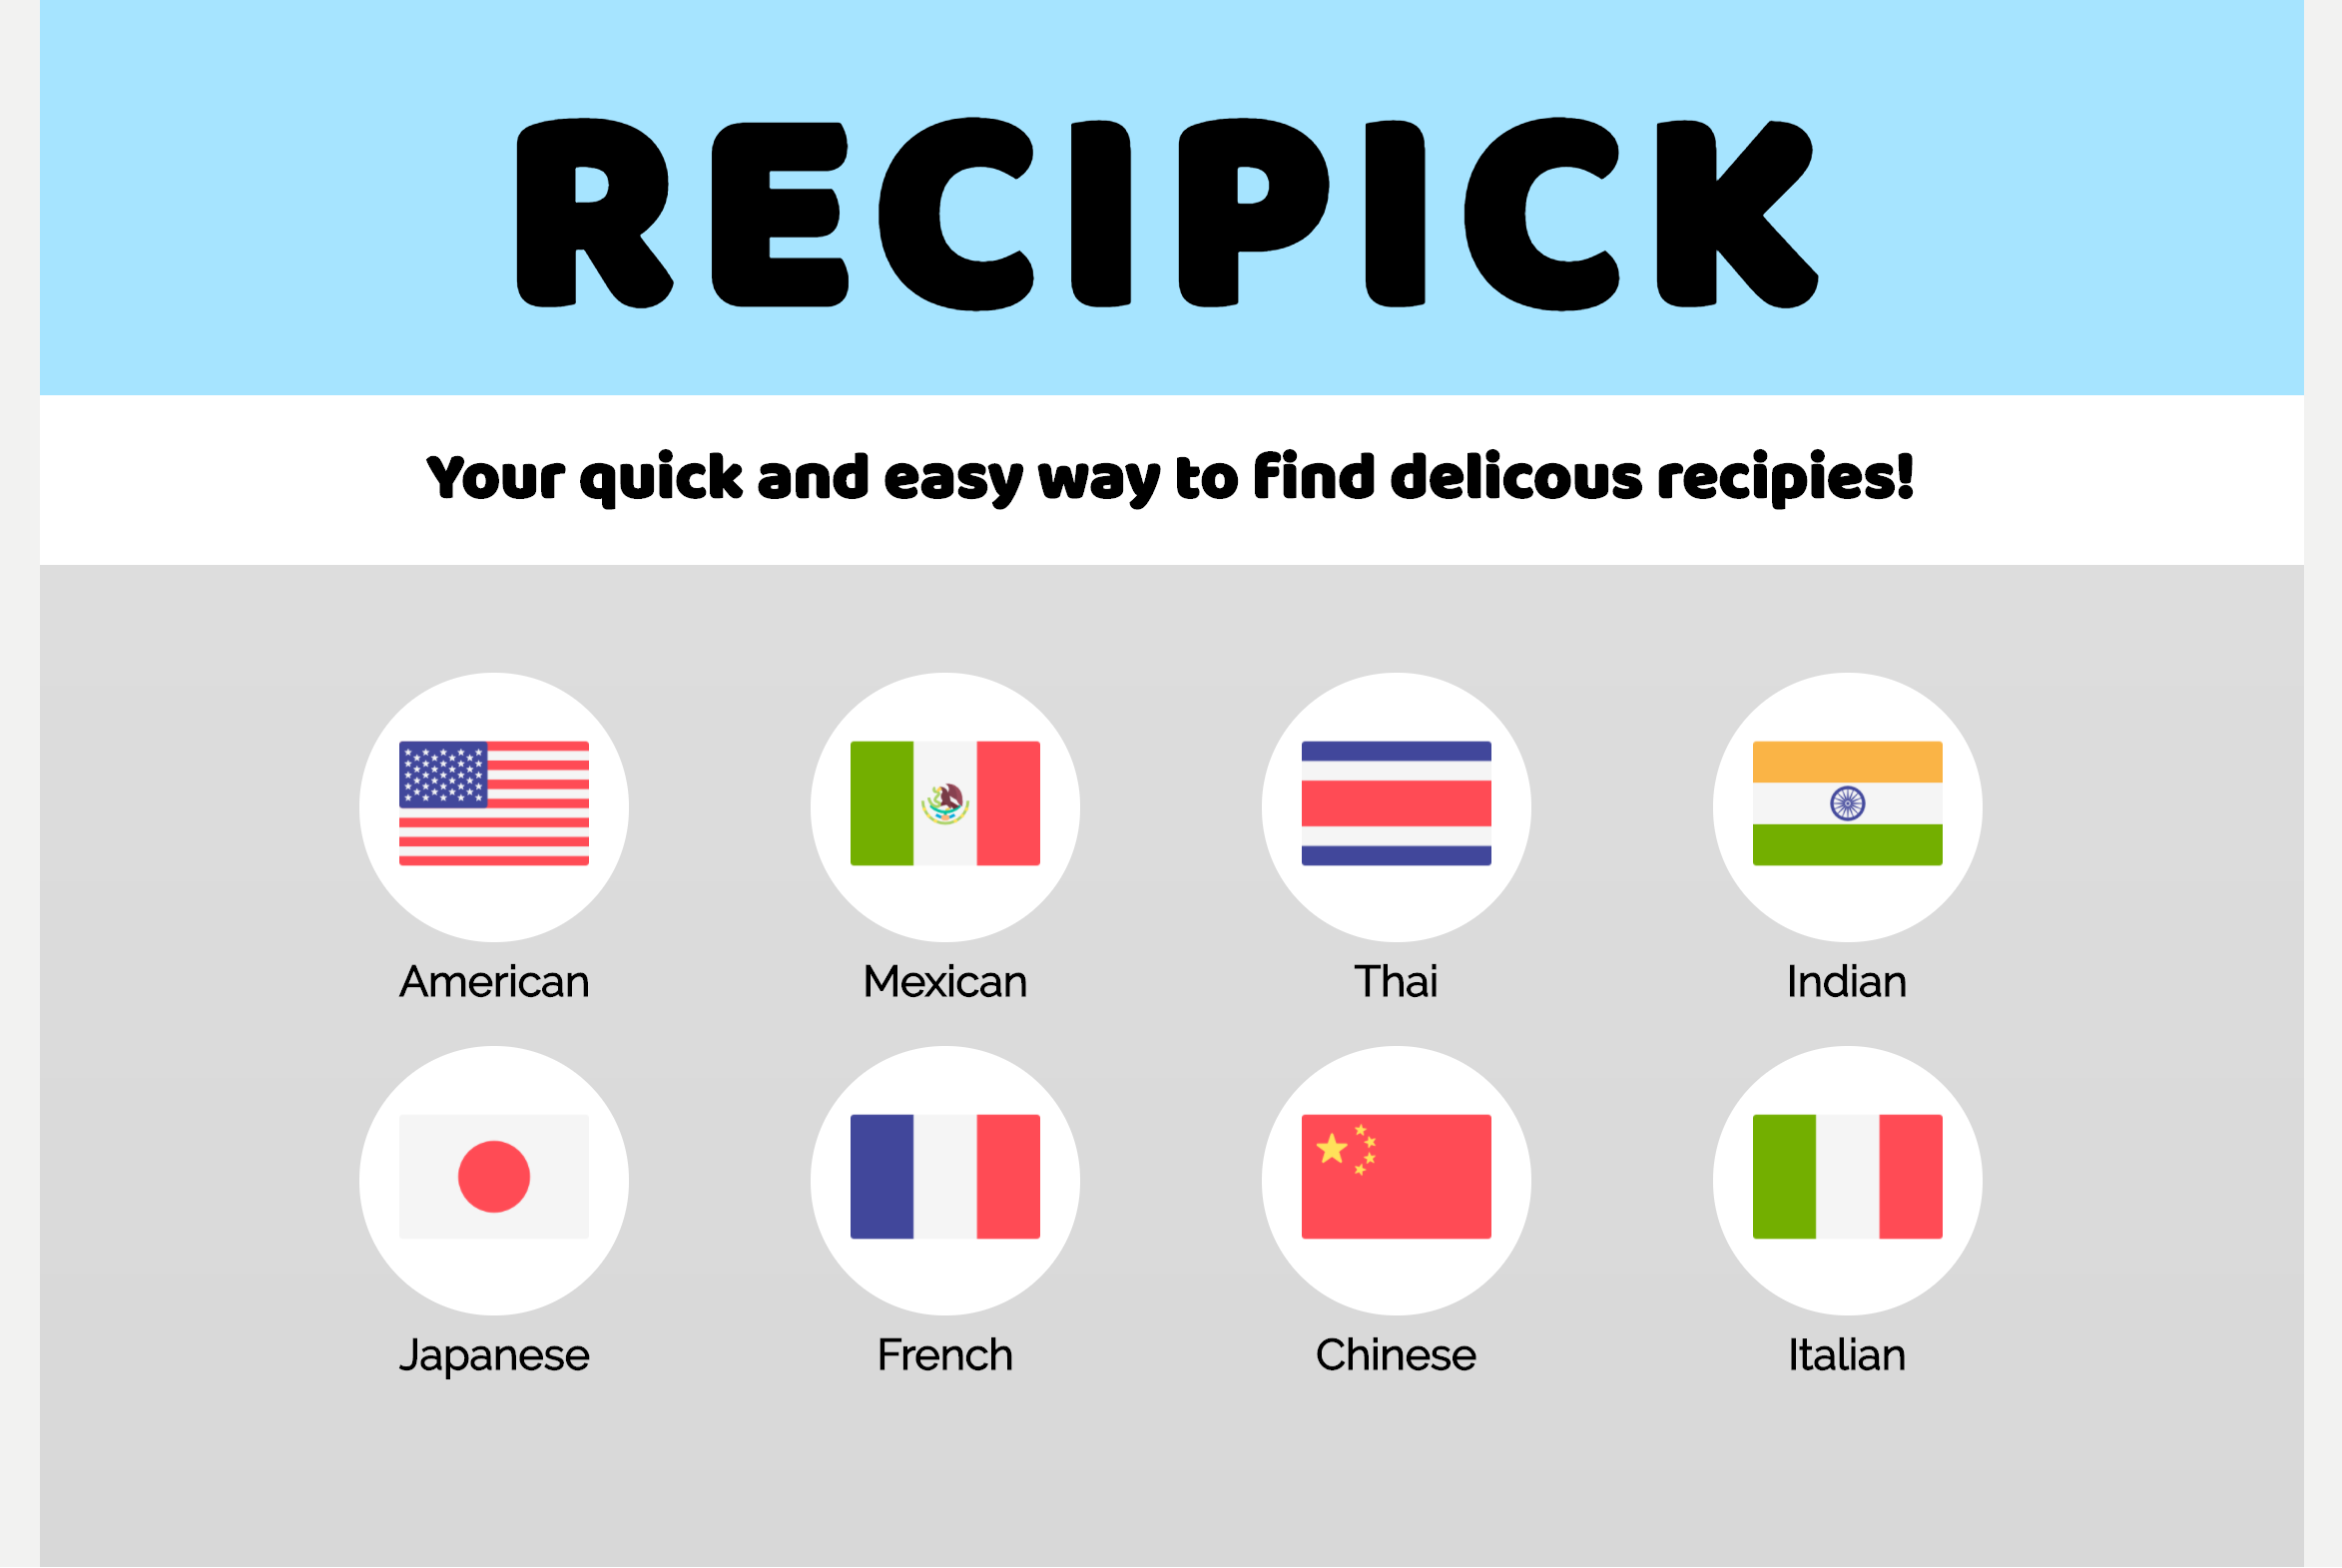 RECIPICK
Your quick and easy way to find delicous recipies!
American Mexican Thai Indian
Japanese French Chinese Italian